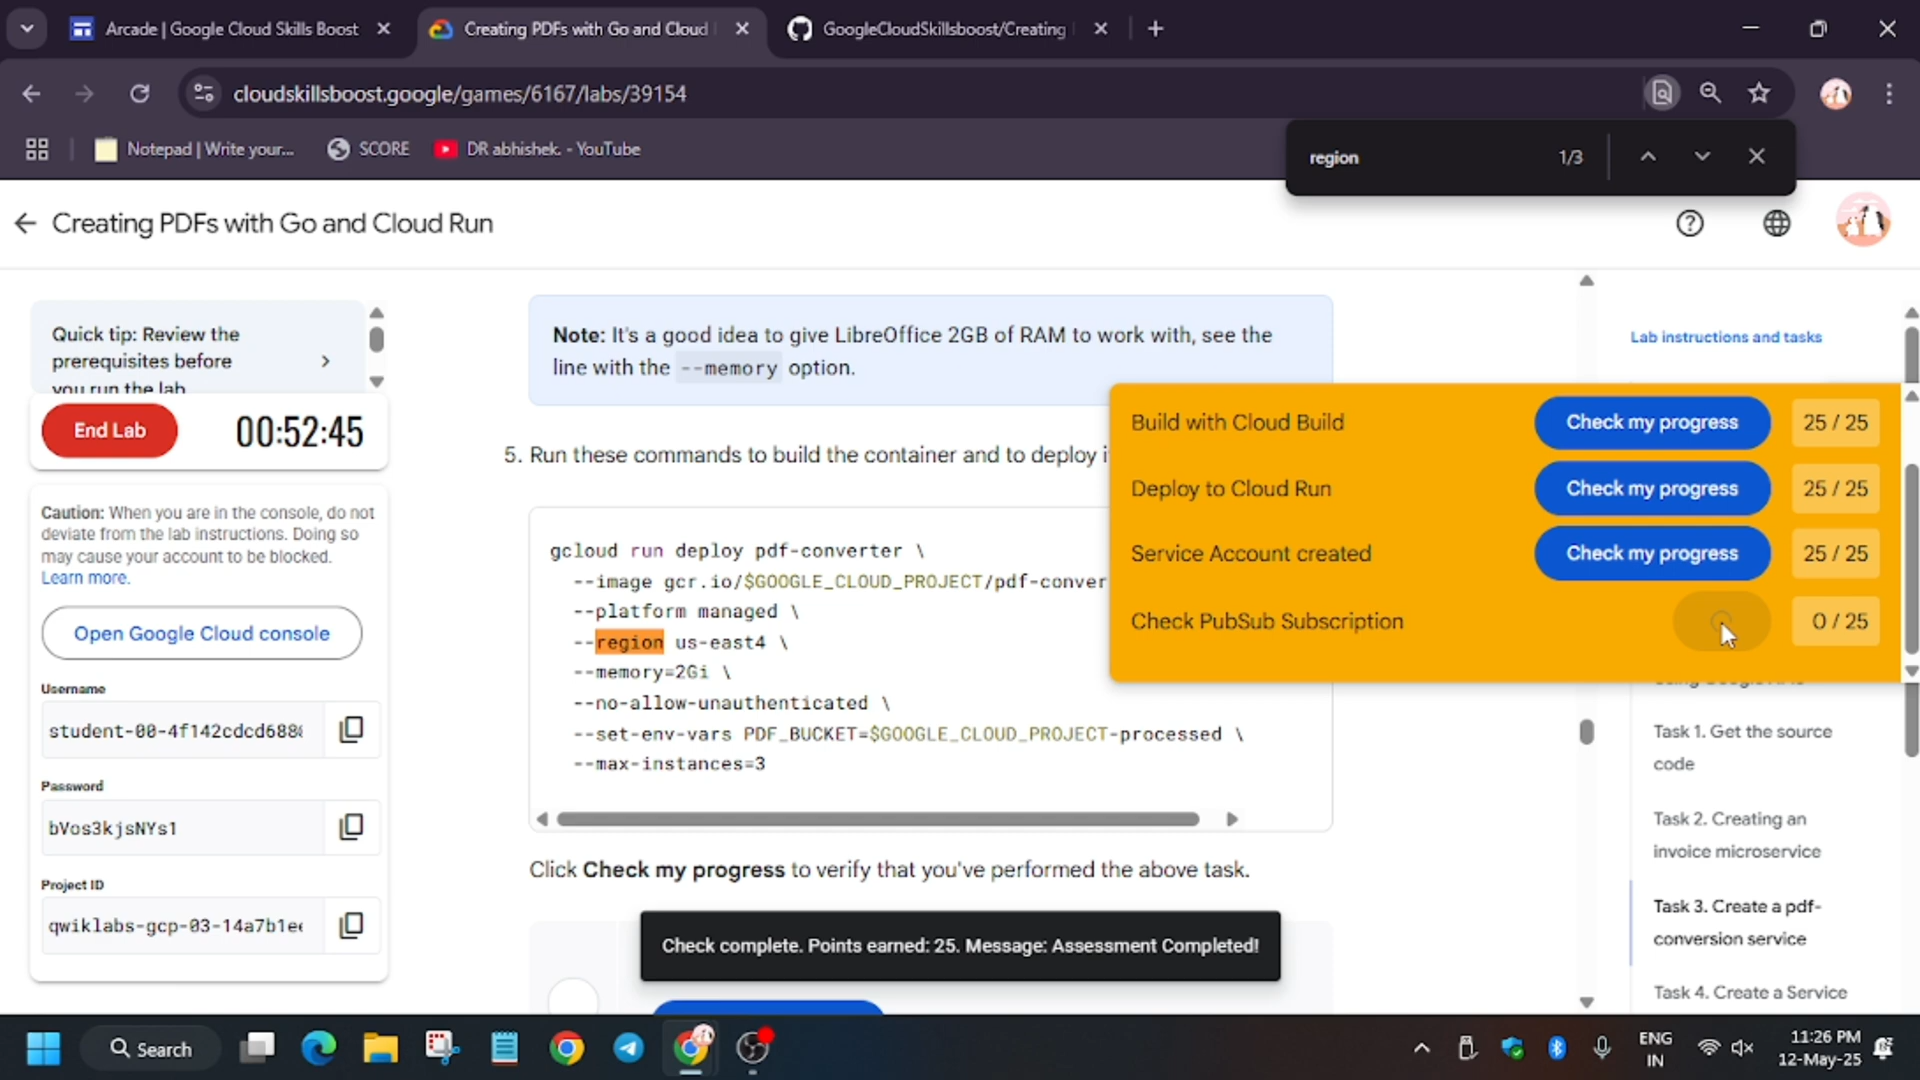 Arcade | Google Cloud Skills Boost
Creating PDFs with Go and Cloud
GoogleCloudSkillsboost/Creating
cloudskillsboost.google/games/6167/labs/39154
Notepad | Write your...
SCORE
DR abhishek. - YouTube
region
1/3
Creating PDFs with Go and Cloud Run
Quick tip: Review the
prerequisites before
you run the lab
End Lab
00:52:45
Caution: When you are in the console, do not
deviate from the lab instructions. Doing so
may cause your account to be blocked.
Learn more.
Open Google Cloud console
Username
student-00-4f142cdcd688
Password
bVos3kjsNYs1
Project ID
qwiklabs-gcp-03-14a7b1e
Note: It's a good idea to give LibreOffice 2GB of RAM to work with, see the
line with the --memory option.
5. Run these commands to build the container and to deploy i
gcloud run deploy pdf-converter \
--image gcr.io/$GOOGLE_CLOUD_PROJECT/pdf-conver
--platform managed \
--region us-east4 \
--memory=2Gi \
--no-allow-unauthenticated \
--set-env-vars PDF_BUCKET=$GOOGLE_CLOUD_PROJECT-processed \
--max-instances=3
Click Check my progress to verify that you've performed the above task.
Check complete. Points earned: 25. Message: Assessment Completed!
Lab instructions and tasks
Build with Cloud Build
Check my progress
25 / 25
Deploy to Cloud Run
Check my progress
25 / 25
Service Account created
Check my progress
25 / 25
Check PubSub Subscription
0 / 25
Task 1. Get the source
code
Task 2. Creating an
invoice microservice
Task 3. Create a pdf-
conversion service
Task 4. Create a Service
Search
ENG
IN
11:26 PM
12-May-25